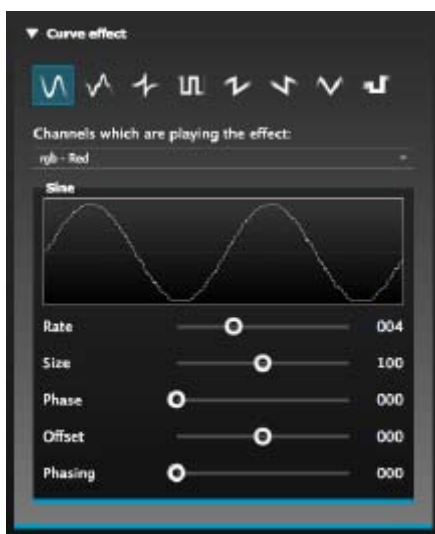 Curve effect
Channels which are playing the effect:
rgb - Red
Sine
Rate 004
Size 100
Phase 000
Offset 000
Phasing 000